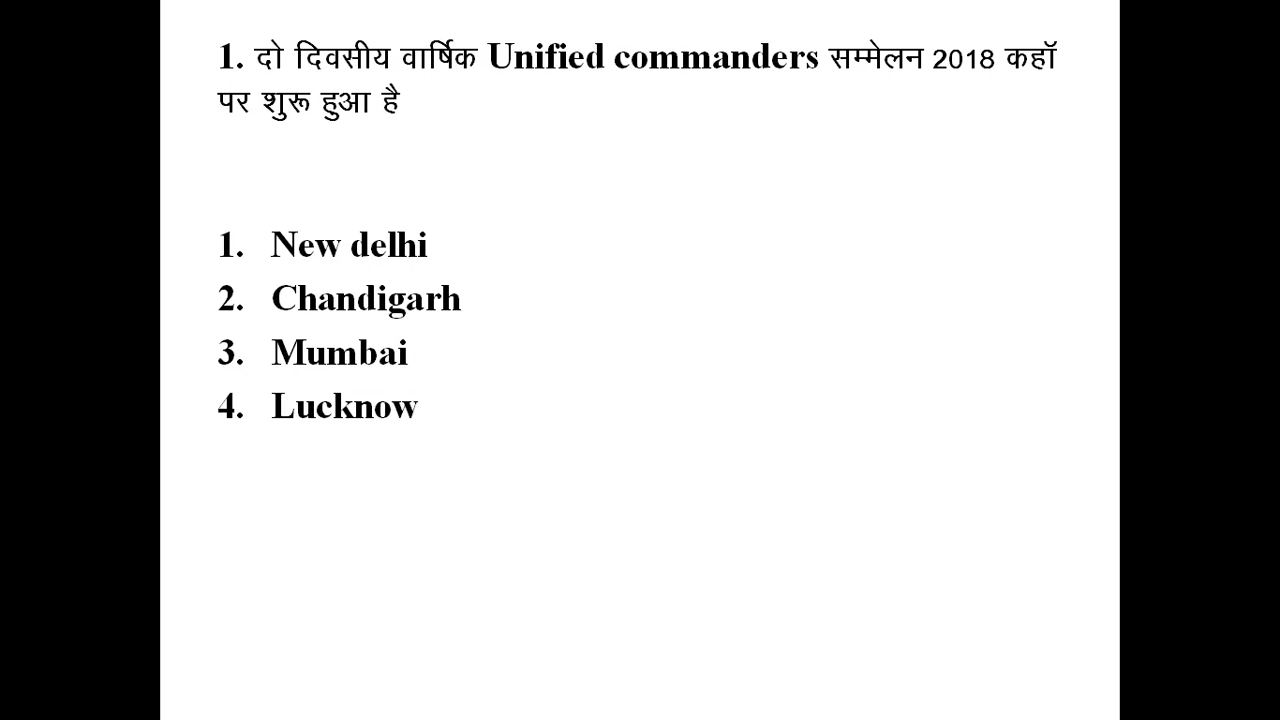 1. दो दिवसीय वार्षिक Unified commanders सम्मेलन 2018 कहॉ
पर शुरू हुआ है
1. New delhi
2. Chandigarh
3. Mumbai
4. Lucknow